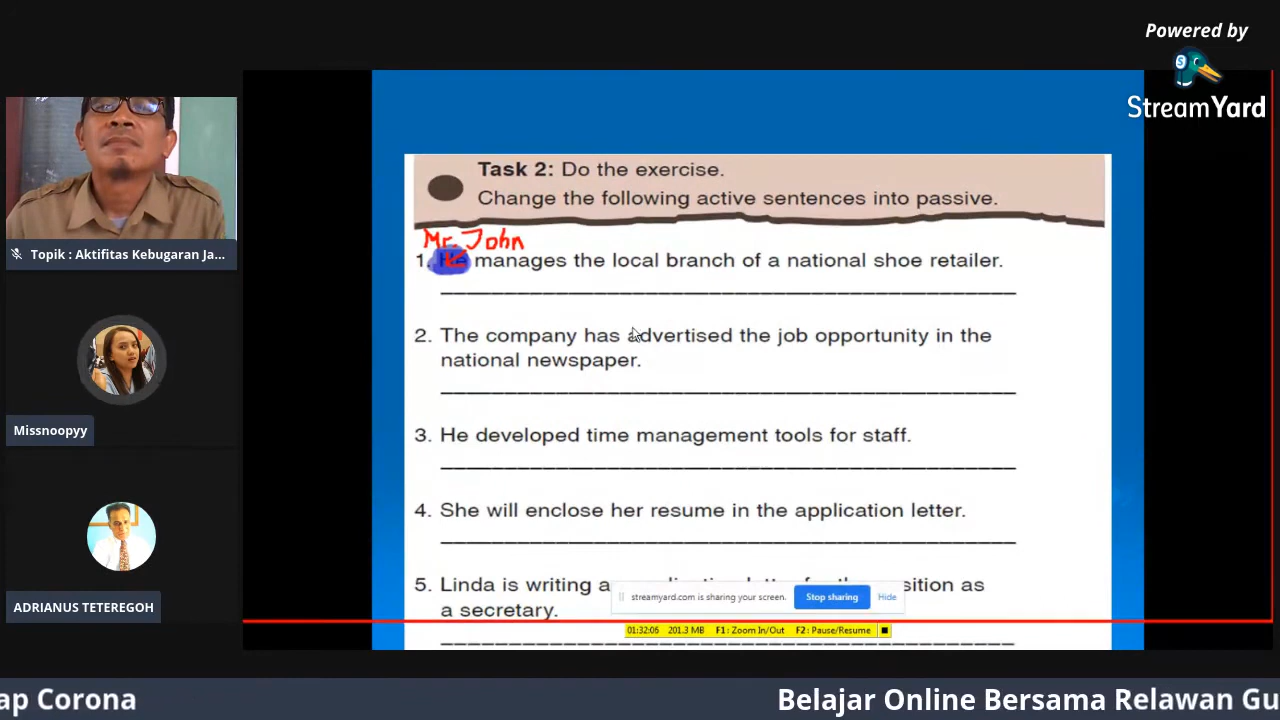 Powered by
StreamYard
Task 2: Do the exercise.
Change the following active sentences into passive.
Mr. John
1. He manages the local branch of a national shoe retailer.
2. The company has advertised the job opportunity in the
national newspaper.
3. He developed time management tools for staff.
4. She will enclose her resume in the application letter.
5. Linda is writing a
as
a secretary.
streamyard.com is sharing your screen.
Stop sharing
Hide
01:32:06 201.3 MB F1: Zoom In/Out F2: Pause/Resume
Topik : Aktifitas Kebugaran Ja...
Missnoopyy
ADRIANUS TETEREGOH
ap Corona
Belajar Online Bersama Relawan Gu